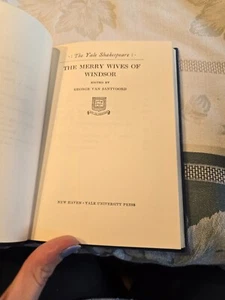 The Yale Shakespeare
THE MERRY WIVES OF
WINDSOR
EDITED BY
GEORGE VAN SANTVOORD
NEW HAVEN · YALE UNIVERSITY PRESS